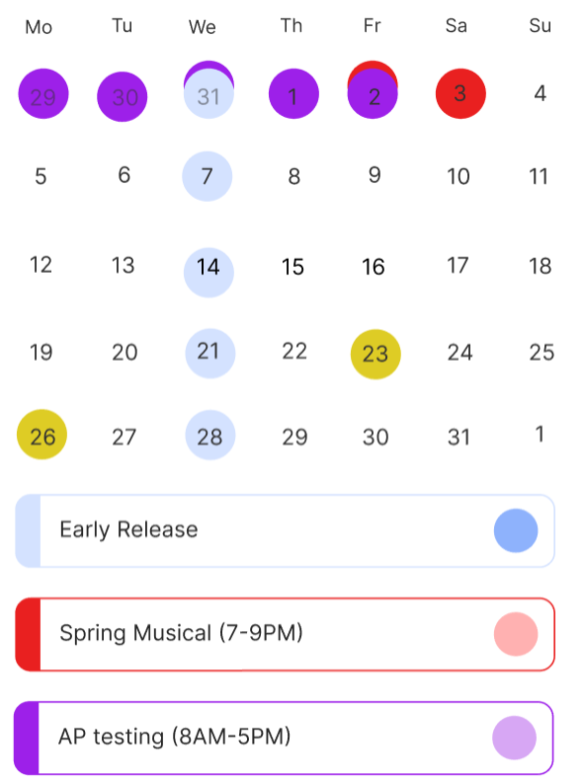 Mo Tu We Th Fr Sa Su
29 30 31 1 2 3 4
5 6 7 8 9 10 11
12 13 14 15 16 17 18
19 20 21 22 23 24 25
26 27 28 29 30 31 1
Early Release
Spring Musical (7-9PM)
AP testing (8AM-5PM)